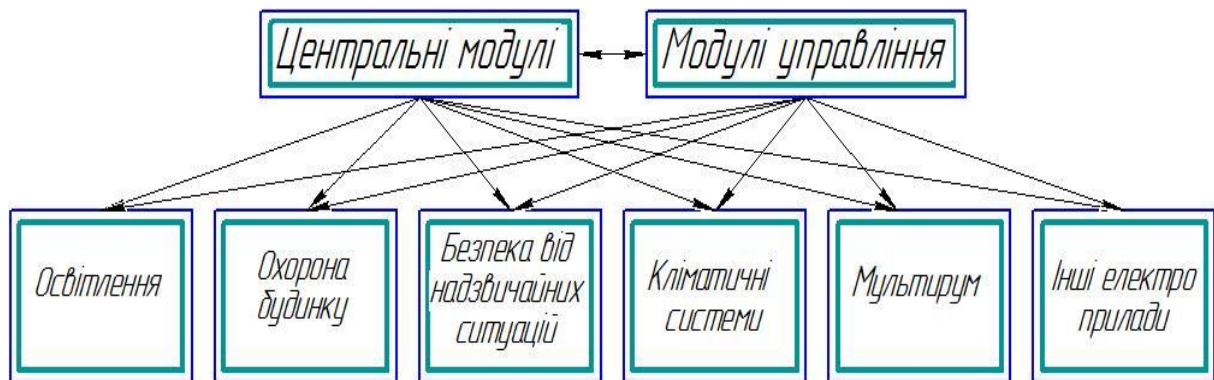 Центральні модулі
Модулі управління
Освітлення
Охорона
будинку
Безпека від
надзвичайних
ситуацій
Кліматичні
системи
Мультирум
Інші електро
прилади